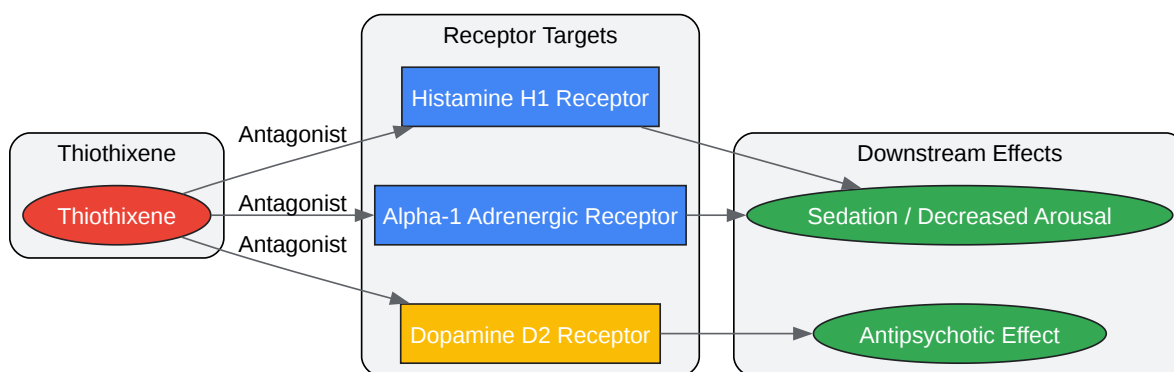 Receptor Targets
Histamine H1 Receptor
Antagonist
Thiothixene
Downstream Effects
Thiothixene
Antagonist
Alpha-1 Adrenergic Receptor
Sedation / Decreased Arousal
Antagonist
Dopamine D2 Receptor
Antipsychotic Effect